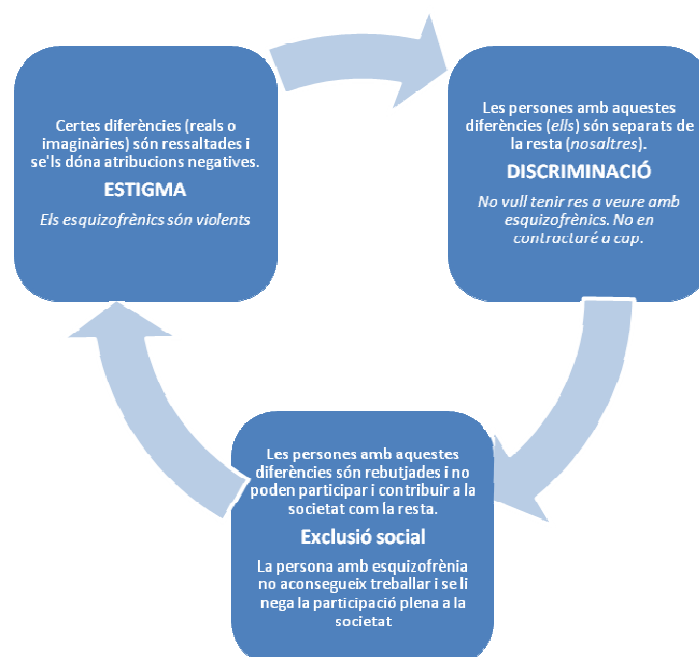 Certes diferències (reals o
imaginàries) són ressaltades i
se'ls dóna atribucions negatives.
ESTIGMA
Els esquizofrènics són violents
Les persones amb aquestes
diferències (ells) són separats de
la resta (nosaltres).
DISCRIMINACIÓ
No vull tenir res a veure amb
esquizofrènics. No en
contractaré a cap.
Les persones amb aquestes
diferències són rebutjades i no
poden participar i contribuir a la
societat com la resta.
Exclusió social
La persona amb esquizofrènia
no aconsegueix treballar i se li
nega la participació plena a la
societat